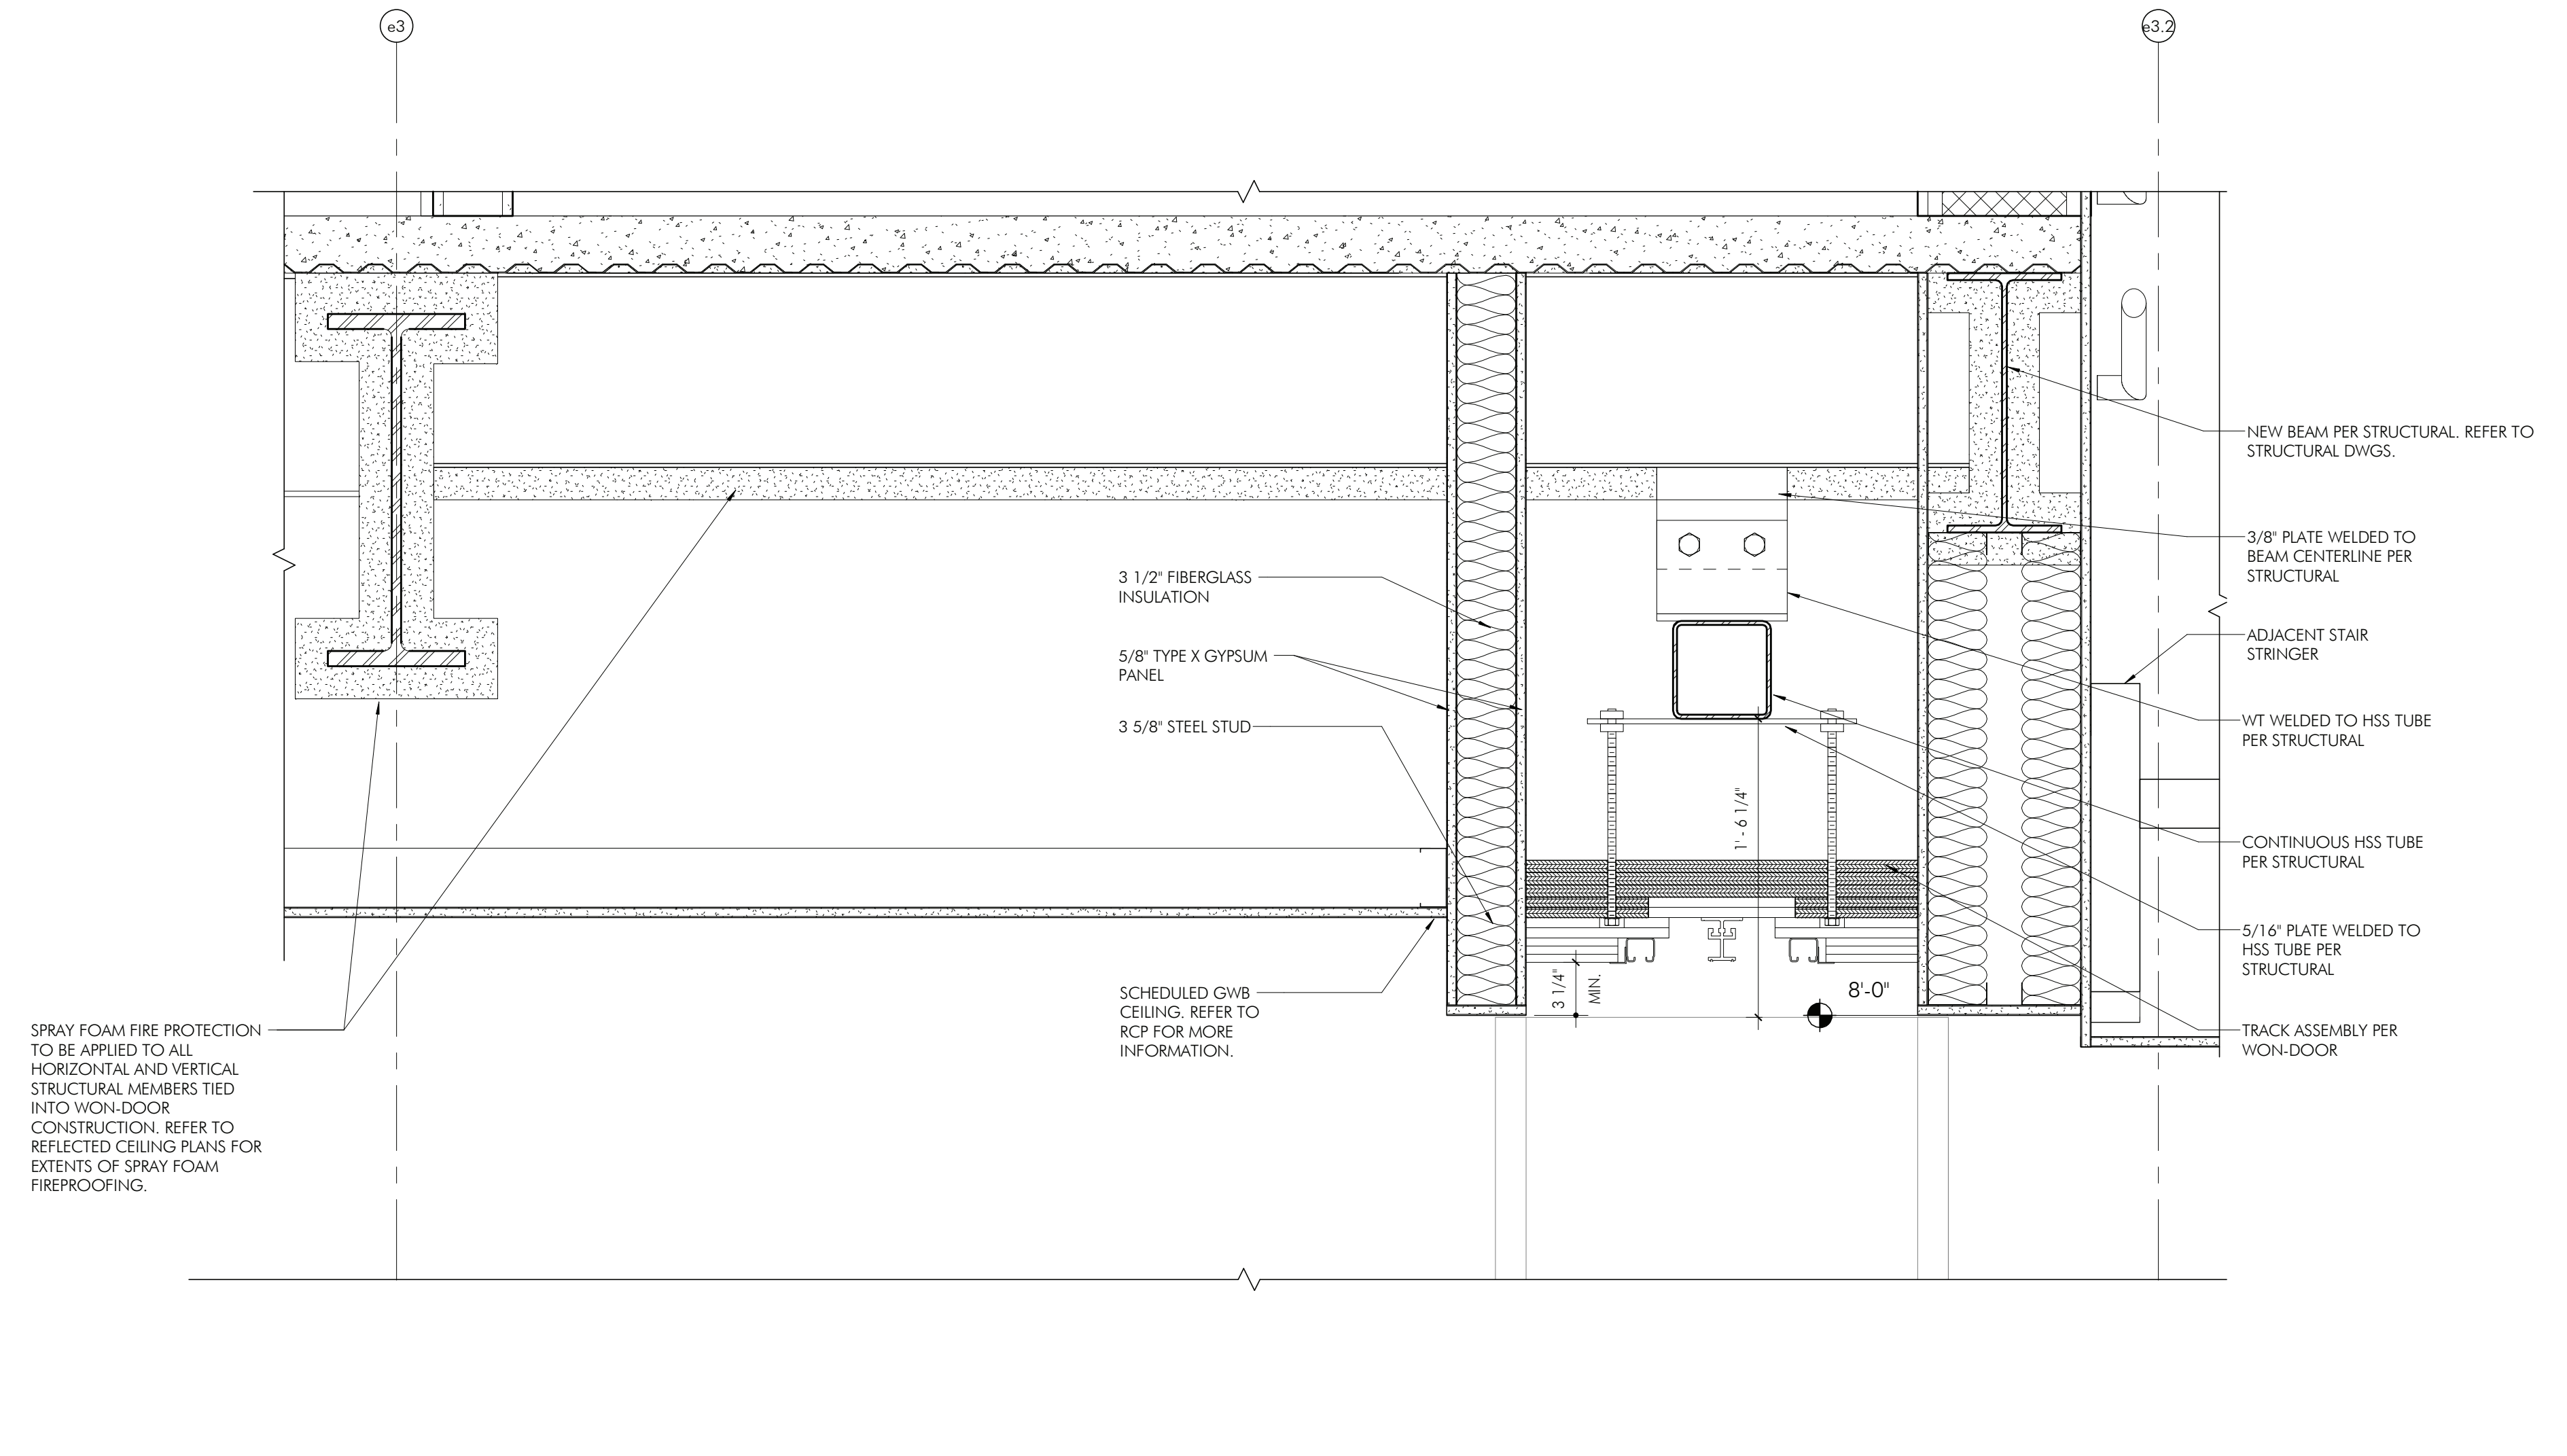 e3
e3.2
NEW BEAM PER STRUCTURAL. REFER TO
STRUCTURAL DWGS.
3/8" PLATE WELDED TO
BEAM CENTERLINE PER
STRUCTURAL
3 1/2" FIBERGLASS
INSULATION
ADJACENT STAIR
STRINGER
5/8" TYPE X GYPSUM
PANEL
3 5/8" STEEL STUD
WT WELDED TO HSS TUBE
PER STRUCTURAL
1' - 6 1/4"
CONTINUOUS HSS TUBE
PER STRUCTURAL
5/16" PLATE WELDED TO
HSS TUBE PER
STRUCTURAL
3 1/4"
MIN.
8'-0"
SCHEDULED GWB
CEILING. REFER TO
RCP FOR MORE
INFORMATION.
TRACK ASSEMBLY PER
WON-DOOR
SPRAY FOAM FIRE PROTECTION
TO BE APPLIED TO ALL
HORIZONTAL AND VERTICAL
STRUCTURAL MEMBERS TIED
INTO WON-DOOR
CONSTRUCTION. REFER TO
REFLECTED CEILING PLANS FOR
EXTENTS OF SPRAY FOAM
FIREPROOFING.